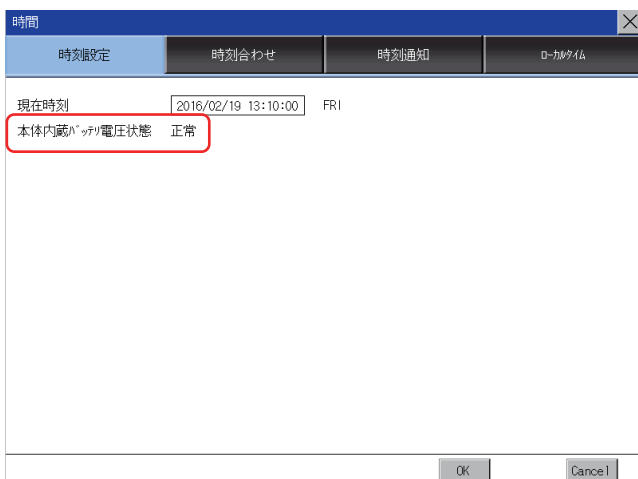 時間
時刻設定 時刻合わせ 時刻通知 ﾛｰｶﾙﾀｲﾑ
現在時刻 2016/02/19 13:10:00 FRI
本体内蔵ﾊﾞｯﾃﾘ電圧状態 正常
OK Cancel